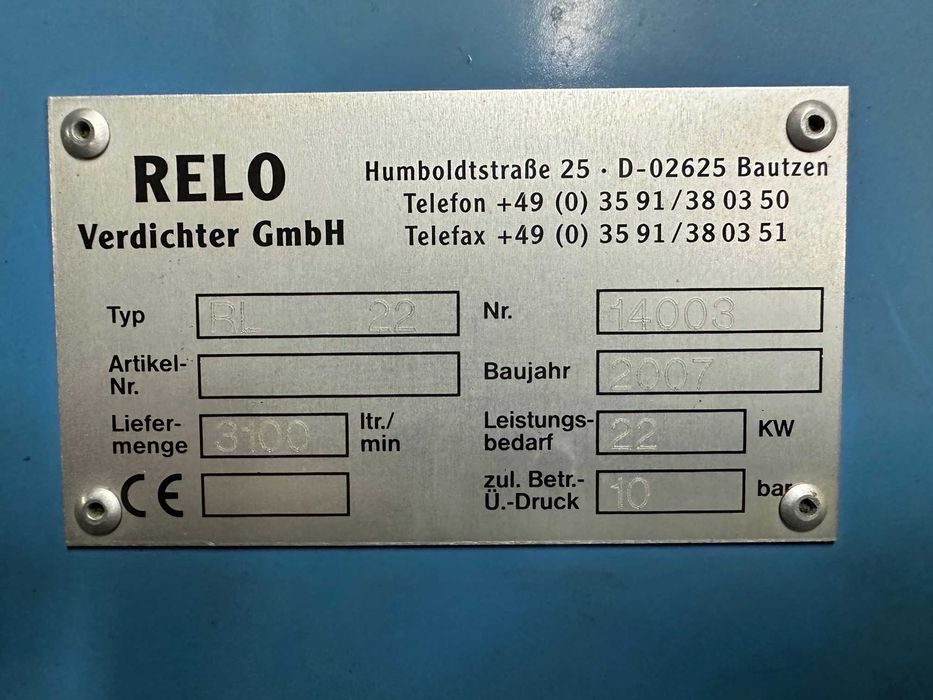 RELO
Verdichter GmbH
Humboldtstraße 25 · D-02625 Bautzen
Telefon +49 (0) 35 91/38 03 50
Telefax +49 (0) 35 91/38 03 51
Typ RL 22
Nr. 14003
Artikel-
Nr.
Baujahr 2007
Liefer-
menge 3100 ltr./
min
Leistungs-
bedarf 22 KW
CE
zul. Betr.-
Ü.-Druck 10 bar